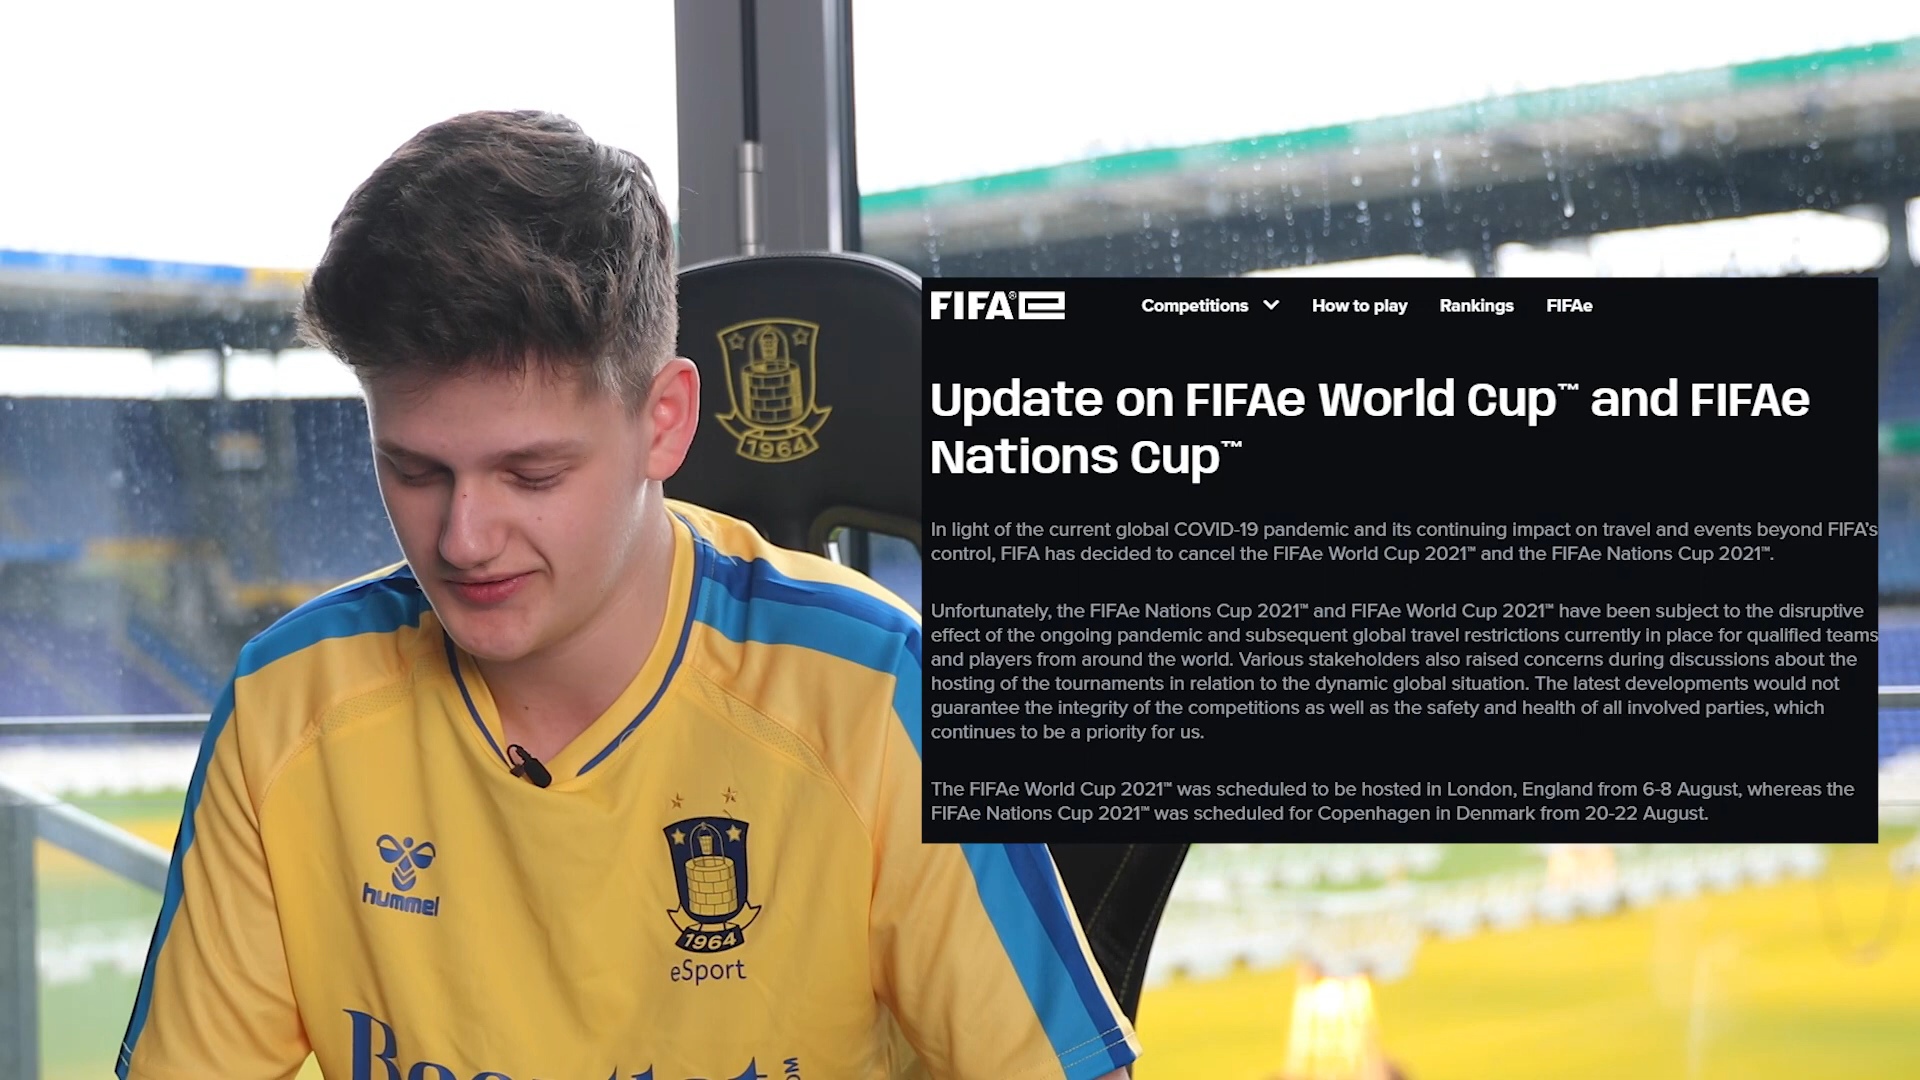 FIFA® e
Competitions
How to play
Rankings
FIFAe
Update on FIFAe World Cup™ and FIFAe
Nations Cup™
In light of the current global COVID-19 pandemic and its continuing impact on travel and events beyond FIFA's
control, FIFA has decided to cancel the FIFAe World Cup 2021™ and the FIFAe Nations Cup 2021™.
Unfortunately, the FIFAe Nations Cup 2021™ and FIFAe World Cup 2021™ have been subject to the disruptive
effect of the ongoing pandemic and subsequent global travel restrictions currently in place for qualified teams
and players from around the world. Various stakeholders also raised concerns during discussions about the
hosting of the tournaments in relation to the dynamic global situation. The latest developments would not
guarantee the integrity of the competitions as well as the safety and health of all involved parties, which
continues to be a priority for us.
The FIFAe World Cup 2021™ was scheduled to be hosted in London, England from 6-8 August, whereas the
FIFAe Nations Cup 2021™ was scheduled for Copenhagen in Denmark from 20-22 August.
1964
hummel
1964
eSport